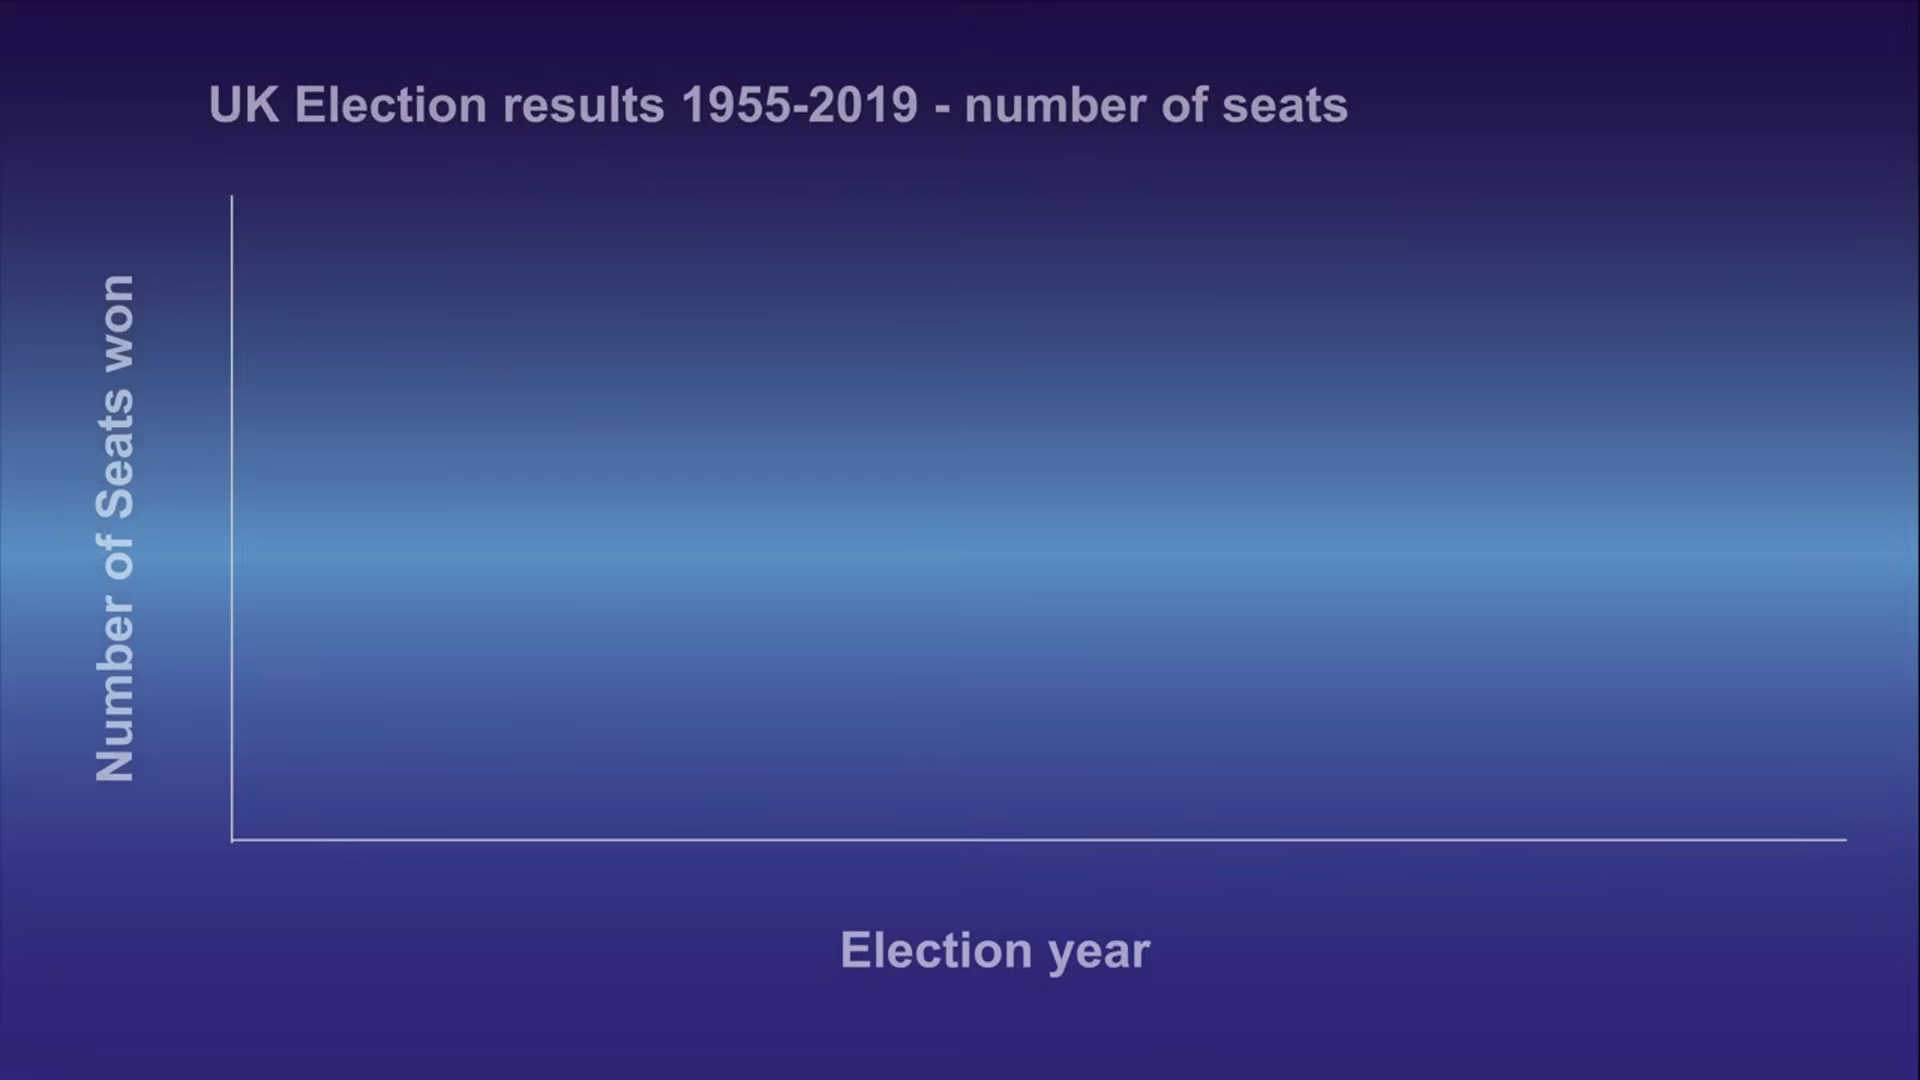 UK Election results 1955-2019 - number of seats
Number of Seats won
Election year